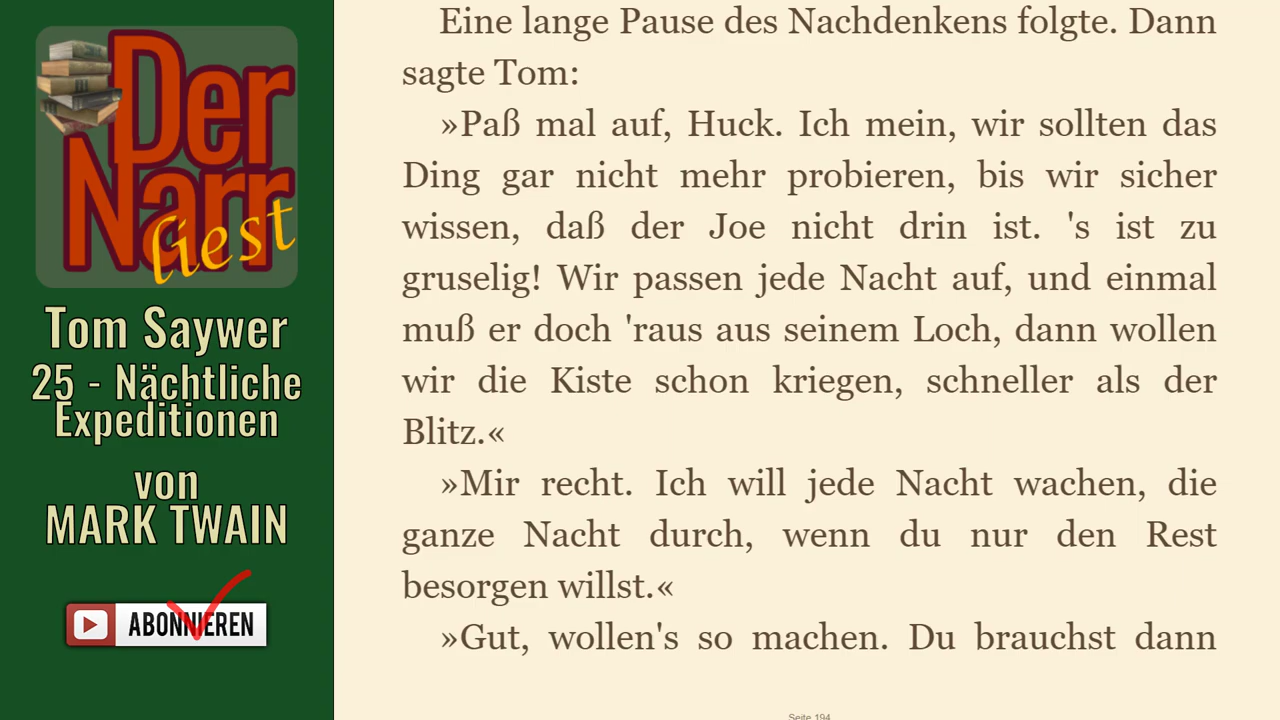 Der
Narr
liest
Tom Saywer
25 - Nächtliche
Expeditionen
von
MARK TWAIN
ABONNIEREN
Eine lange Pause des Nachdenkens folgte. Dann
sagte Tom:
»Paß mal auf, Huck. Ich mein, wir sollten das
Ding gar nicht mehr probieren, bis wir sicher
wissen, daß der Joe nicht drin ist. 's ist zu
gruselig! Wir passen jede Nacht auf, und einmal
muß er doch 'raus aus seinem Loch, dann wollen
wir die Kiste schon kriegen, schneller als der
Blitz.«
»Mir recht. Ich will jede Nacht wachen, die
ganze Nacht durch, wenn du nur den Rest
besorgen willst.«
»Gut, wollen's so machen. Du brauchst dann
Seite 194